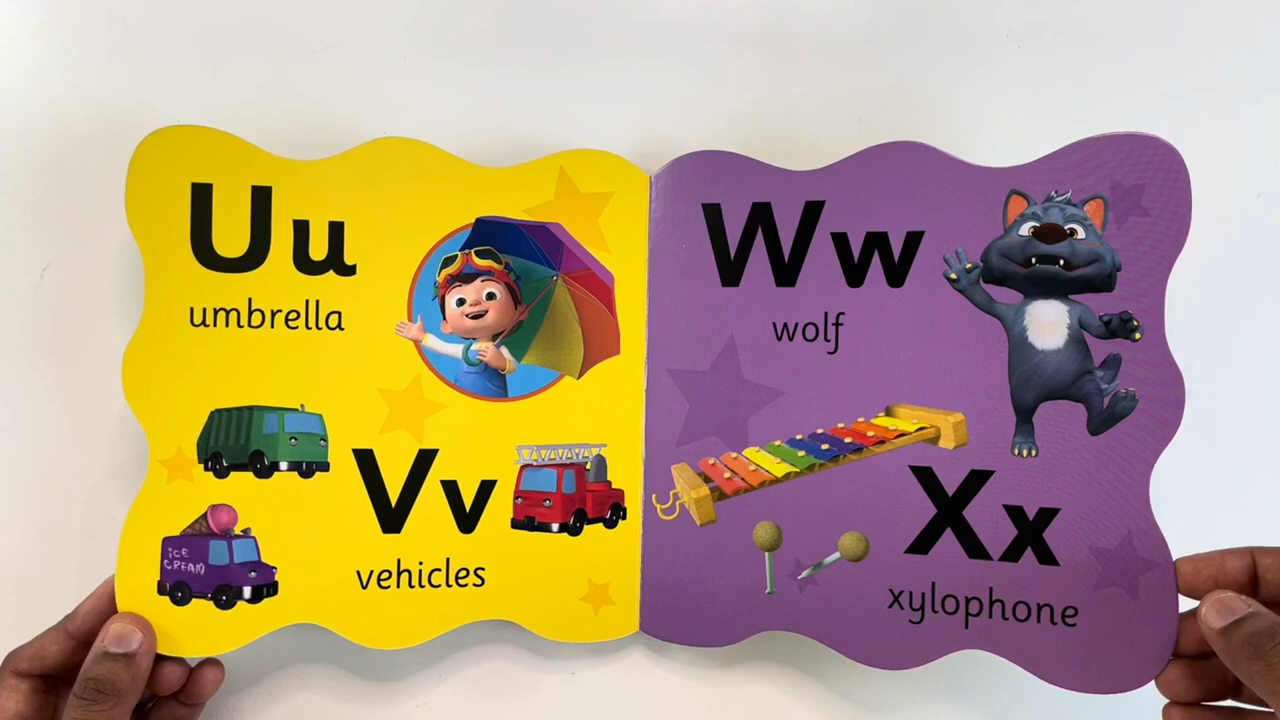 Uu
umbrella
Vv
vehicles
ICE
CREAM
Ww
wolf
Xx
xylophone